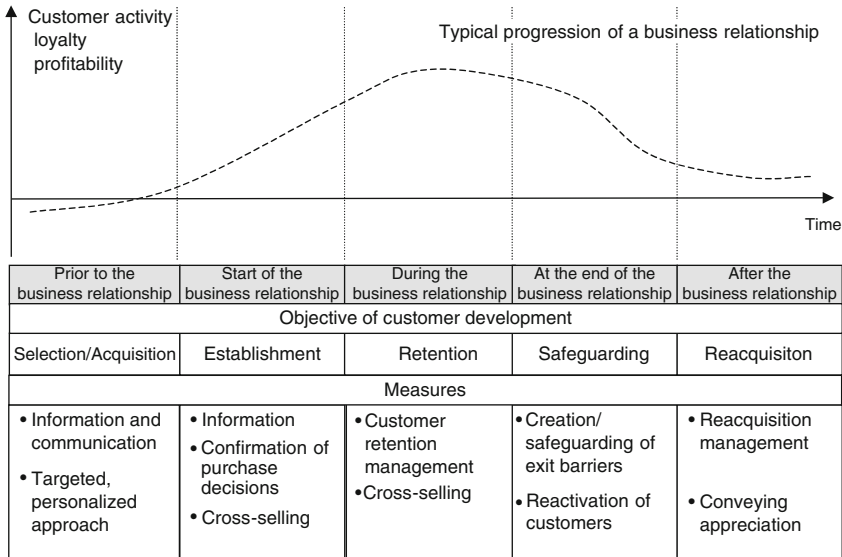 Customer activity
loyalty
profitability
Typical progression of a business relationship
Time
Prior to the
business relationship
Start of the
business relationship
During the
business relationship
At the end of the
business relationship
After the
business relationship
Objective of customer development
Selection/Acquisition
Establishment
Retention
Safeguarding
Reacquisiton
Measures
• Information and
communication
• Targeted,
personalized
approach
• Information
• Confirmation of
purchase
decisions
• Cross-selling
• Customer
retention
management
• Cross-selling
• Creation/
safeguarding of
exit barriers
• Reactivation of
customers
• Reacquisition
management
• Conveying
appreciation